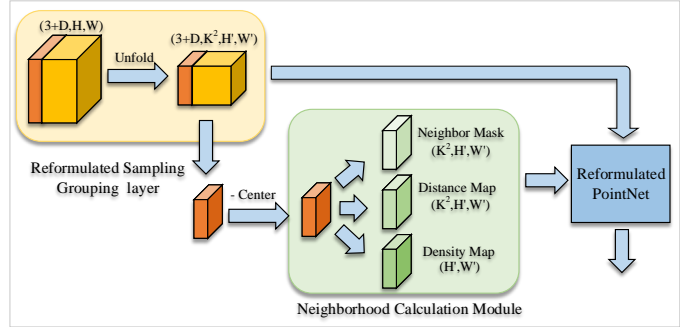 (3+D,H,W)
Unfold
(3+D,K²,H',W')
Reformulated Sampling
Grouping layer
- Center
Neighbor Mask
(K²,H',W')
Distance Map
(K²,H',W')
Density Map
(H',W')
Neighborhood Calculation Module
Reformulated
PointNet